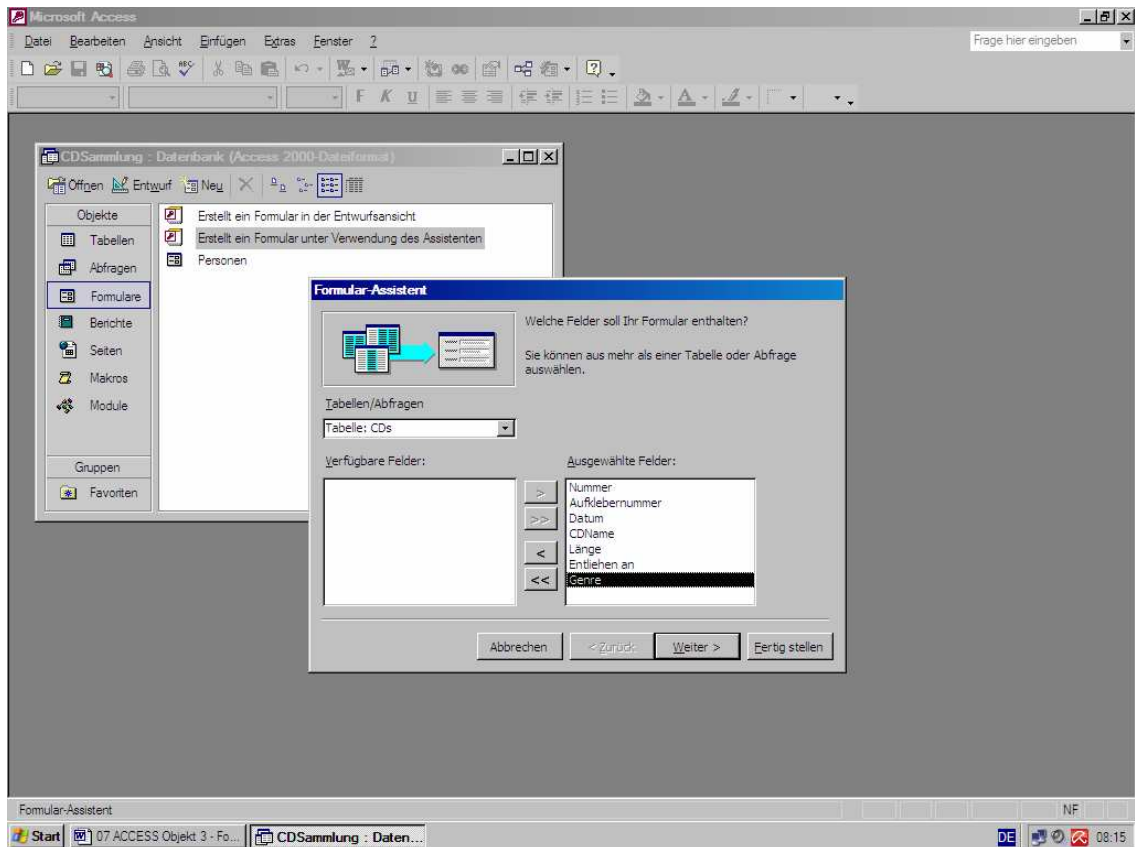 Microsoft Access
Datei Bearbeiten Ansicht Einfügen Extras Fenster ?
Frage hier eingeben
F K U
CDSammlung : Datenbank (Access 2000-Dateiformat)
Öffnen Entwurf Neu
Objekte
Tabellen
Abfragen
Formulare
Berichte
Seiten
Makros
Module
Gruppen
Favoriten
Erstellt ein Formular in der Entwurfsansicht
Erstellt ein Formular unter Verwendung des Assistenten
Personen
Formular-Assistent
Welche Felder soll Ihr Formular enthalten?
Sie können aus mehr als einer Tabelle oder Abfrage
auswählen.
Tabellen/Abfragen
Tabelle: CDs
Verfügbare Felder:
Ausgewählte Felder:
>
>>
<
<<
Nummer
Aufklebernummer
Datum
CDName
Länge
Entliehen an
Genre
Abbrechen < Zurück Weiter > Fertig stellen
Formular-Assistent
NF
Start 07 ACCESS Objekt 3 - Fo... CDSammlung : Daten...
DE 08:15